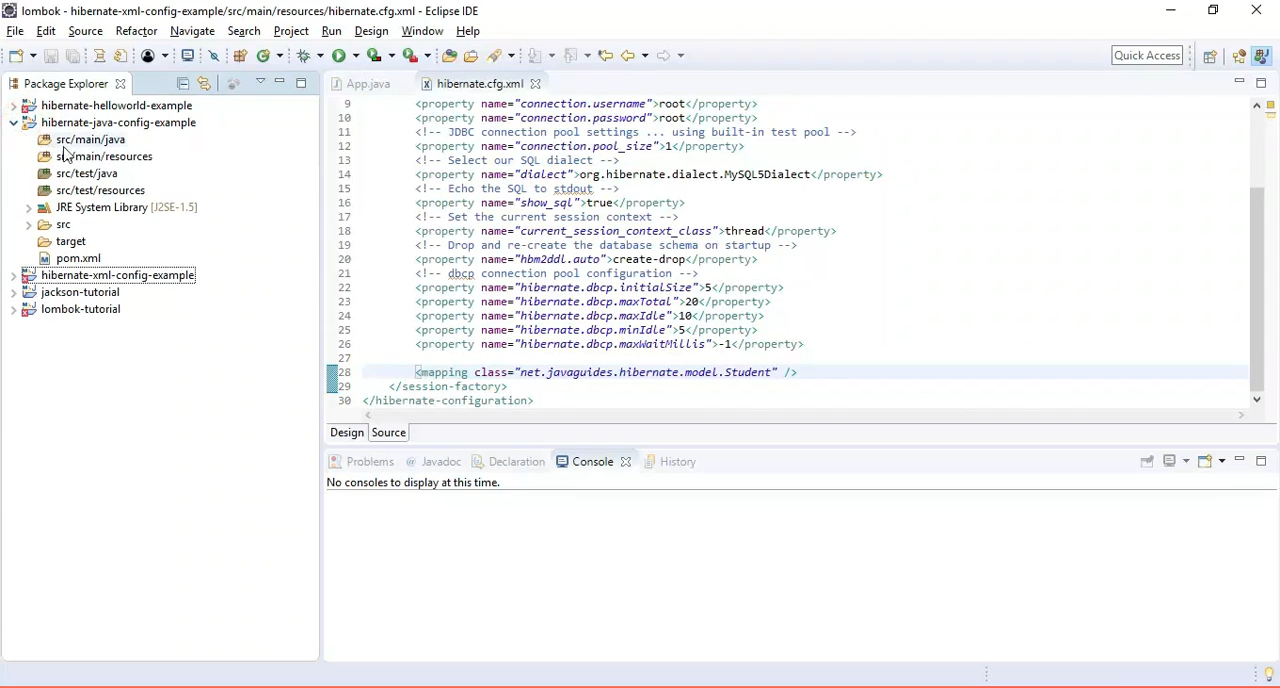 lombok - hibernate-xml-config-example/src/main/resources/hibernate.cfg.xml - Eclipse IDE
File Edit Source Refactor Navigate Search Project Run Design Window Help
Quick Access
Package Explorer
hibernate-helloworld-example
hibernate-java-config-example
src/main/java
src/main/resources
src/test/java
src/test/resources
JRE System Library [J2SE-1.5]
src
target
pom.xml
hibernate-xml-config-example
jackson-tutorial
lombok-tutorial
App.java hibernate.cfg.xml
9 <property name="connection.username">root</property>
10 <property name="connection.password">root</property>
11 <!-- JDBC connection pool settings ... using built-in test pool -->
12 <property name="connection.pool_size">1</property>
13 <!-- Select our SQL dialect -->
14 <property name="dialect">org.hibernate.dialect.MySQL5Dialect</property>
15 <!-- Echo the SQL to stdout -->
16 <property name="show_sql">true</property>
17 <!-- Set the current session context -->
18 <property name="current_session_context_class">thread</property>
19 <!-- Drop and re-create the database schema on startup -->
20 <property name="hbm2ddl.auto">create-drop</property>
21 <!-- dbcp connection pool configuration -->
22 <property name="hibernate.dbcp.initialSize">5</property>
23 <property name="hibernate.dbcp.maxTotal">20</property>
24 <property name="hibernate.dbcp.maxIdle">10</property>
25 <property name="hibernate.dbcp.minIdle">5</property>
26 <property name="hibernate.dbcp.maxWaitMillis">-1</property>
27
28 <mapping class="net.javaguides.hibernate.model.Student" />
29 </session-factory>
30 </hibernate-configuration>
Design Source
Problems Javadoc Declaration Console History
No consoles to display at this time.